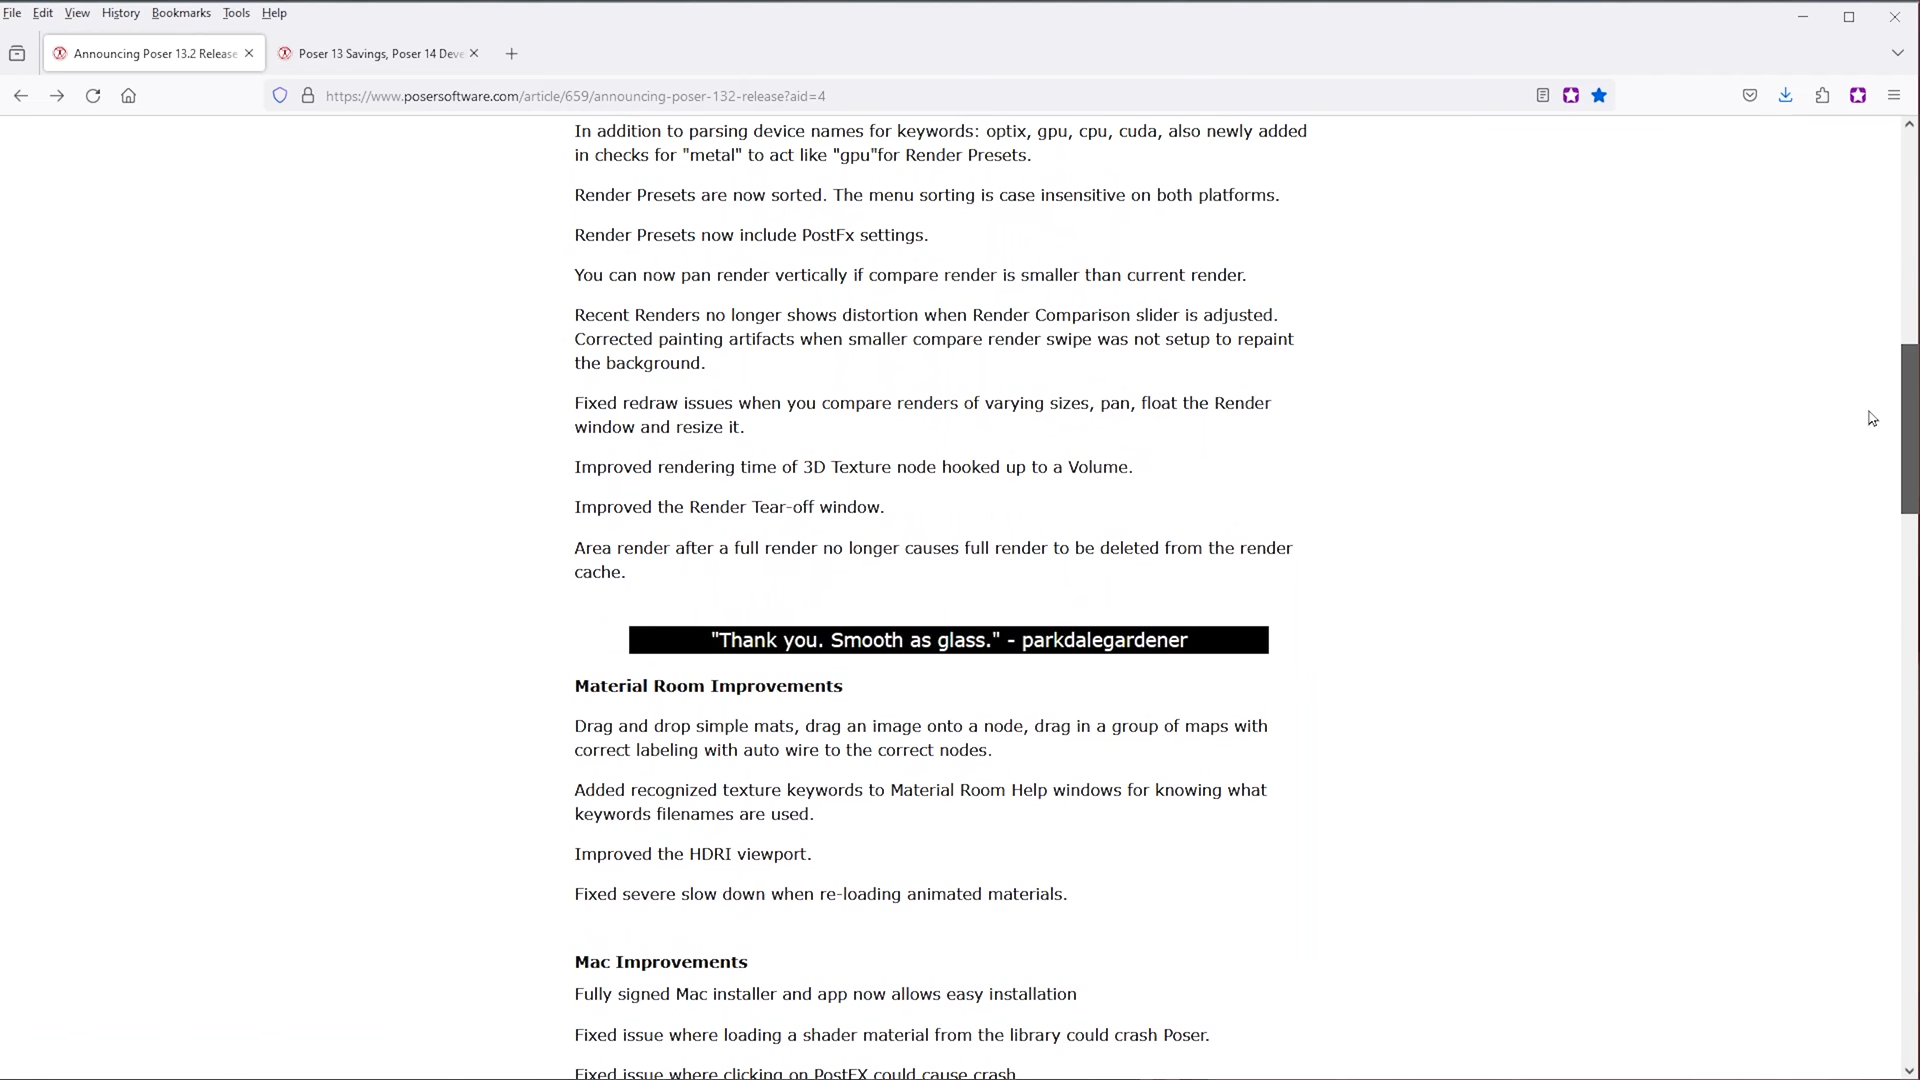 File Edit View History Bookmarks Tools Help
Announcing Poser 13.2 Release
Poser 13 Savings, Poser 14 Deve
https://www.posersoftware.com/article/659/announcing-poser-132-release?aid=4
In addition to parsing device names for keywords: optix, gpu, cpu, cuda, also newly added
in checks for "metal" to act like "gpu"for Render Presets.
Render Presets are now sorted. The menu sorting is case insensitive on both platforms.
Render Presets now include PostFx settings.
You can now pan render vertically if compare render is smaller than current render.
Recent Renders no longer shows distortion when Render Comparison slider is adjusted.
Corrected painting artifacts when smaller compare render swipe was not setup to repaint
the background.
Fixed redraw issues when you compare renders of varying sizes, pan, float the Render
window and resize it.
Improved rendering time of 3D Texture node hooked up to a Volume.
Improved the Render Tear-off window.
Area render after a full render no longer causes full render to be deleted from the render
cache.
"Thank you. Smooth as glass." - parkdalegardener
Material Room Improvements
Drag and drop simple mats, drag an image onto a node, drag in a group of maps with
correct labeling with auto wire to the correct nodes.
Added recognized texture keywords to Material Room Help windows for knowing what
keywords filenames are used.
Improved the HDRI viewport.
Fixed severe slow down when re-loading animated materials.
Mac Improvements
Fully signed Mac installer and app now allows easy installation
Fixed issue where loading a shader material from the library could crash Poser.
Fixed issue where clicking on PostFX could cause crash